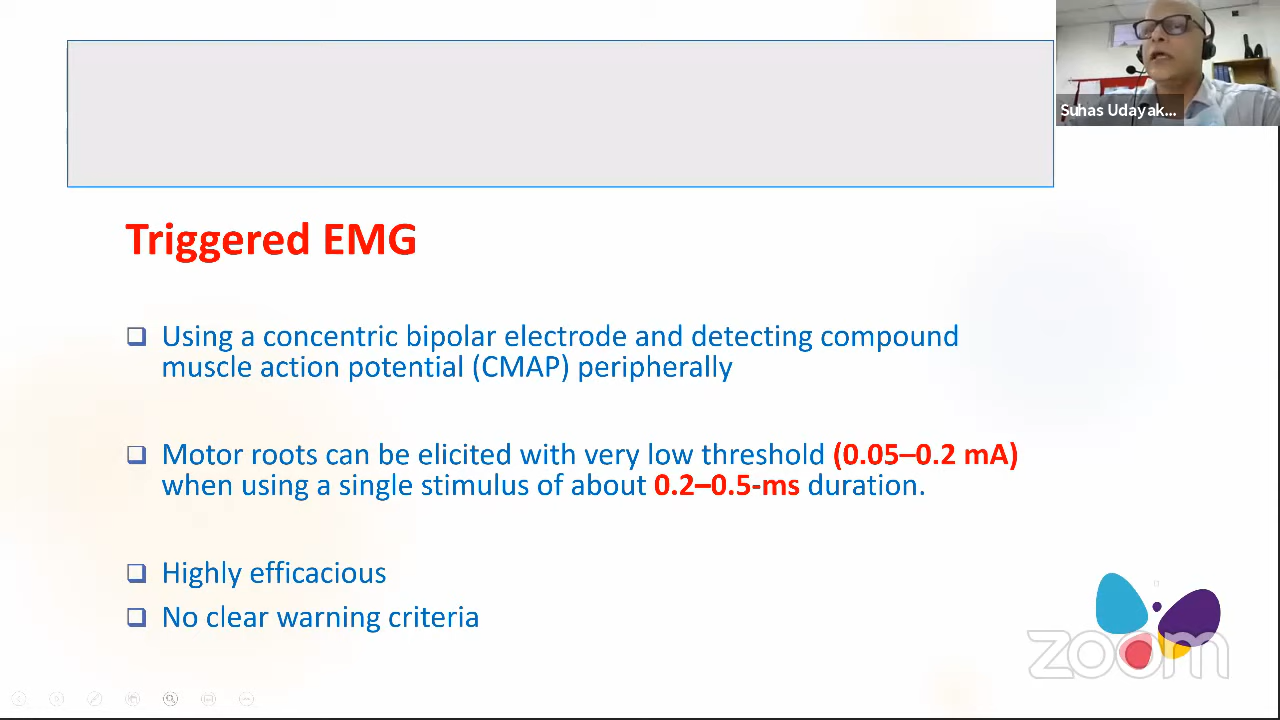 Suhas Udayak...
Triggered EMG
Using a concentric bipolar electrode and detecting compound
muscle action potential (CMAP) peripherally
Motor roots can be elicited with very low threshold (0.05–0.2 mA)
when using a single stimulus of about 0.2–0.5-ms duration.
Highly efficacious
No clear warning criteria
zoom